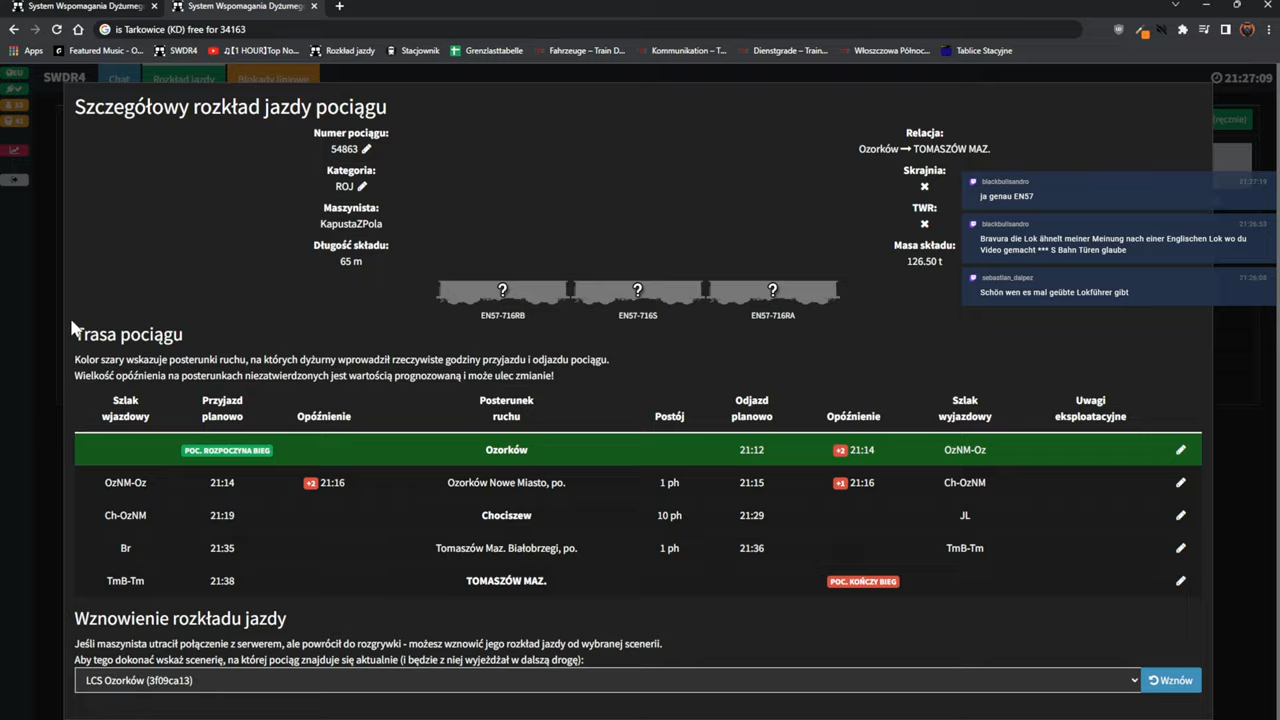 System Wspomagania Dyżurnego
System Wspomagania Dyżurnego
is Tarkowice (KD) free for 34163
Apps
Featured Music - O...
SWDR4
[1 HOUR]Top No...
Rozkład jazdy
Stacjownik
Grenzlasttabelle
Fahrzeuge – Train D...
Kommunikation – T...
Dienstgrade – Train...
Włoszczowa Północ...
Tablice Stacyjne
EU
SWDR4
Chat
Rozkład jazdy
Blokady liniowe
21:27:09
33
41
(ręcznie)
Szczegółowy rozkład jazdy pociągu
Numer pociągu:
54863
Kategoria:
ROJ
Maszynista:
KapustaZPola
Długość składu:
65 m
Relacja:
Ozorków → TOMASZÓW MAZ.
Skrajnia:
✖
TWR:
✖
Masa składu:
126.50 t
blackbullsandro 21:27:19
ja genau EN57
blackbullsandro 21:26:53
Bravura die Lok ähnelt meiner Meinung nach einer Englischen Lok wo du
Video gemacht *** S Bahn Türen glaube
sebastian_dalpez 21:26:08
Schön wen es mal geübte Lokführer gibt
? ? ?
EN57-716RB EN57-716S EN57-716RA
Trasa pociągu
Kolor szary wskazuje posterunki ruchu, na których dyżurny wprowadził rzeczywiste godziny przyjazdu i odjazdu pociągu.
Wielkość opóźnienia na posterunkach niezatwierdzonych jest wartością prognozowaną i może ulec zmianie!
Szlak wjazdowy Przyjazd planowo Opóźnienie Posterunek ruchu Postój Odjazd planowo Opóźnienie Szlak wyjazdowy Uwagi eksploatacyjne
POC. ROZPOCZYNA BIEG Ozorków 21:12 +2 21:14 OzNM-Oz
OzNM-Oz 21:14 +2 21:16 Ozorków Nowe Miasto, po. 1 ph 21:15 +1 21:16 Ch-OzNM
Ch-OzNM 21:19 Chociszew 10 ph 21:29 JL
Br 21:35 Tomaszów Maz. Białobrzegi, po. 1 ph 21:36 TmB-Tm
TmB-Tm 21:38 TOMASZÓW MAZ. POC. KOŃCZY BIEG
Wznowienie rozkładu jazdy
Jeśli maszynista utracił połączenie z serwerem, ale powrócił do rozgrywki - możesz wznowić jego rozkład jazdy od wybranej scenerii.
Aby tego dokonać wskaż scenerię, na której pociąg znajduje się aktualnie (i będzie z niej wyjeżdżał w dalszą drogę):
LCS Ozorków (3f09ca13)
Wznów